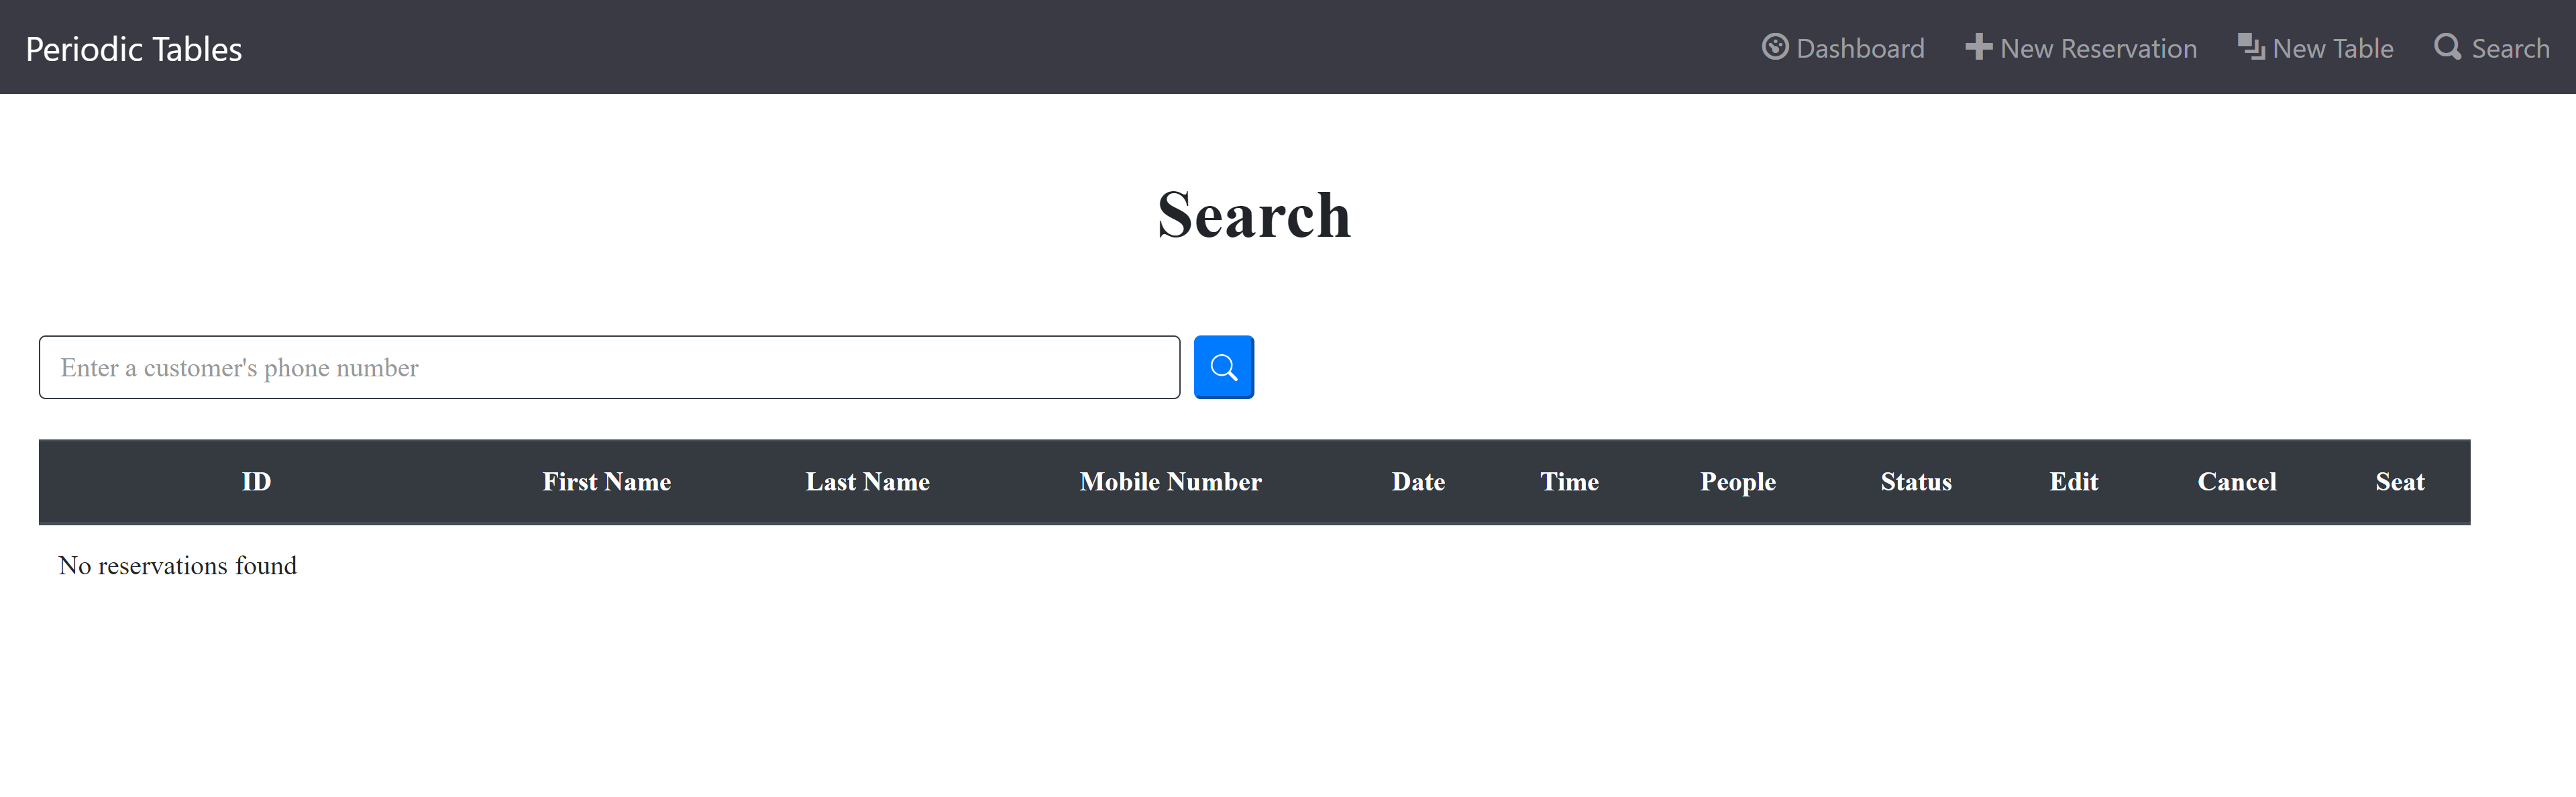 Periodic Tables Dashboard New Reservation New Table Search
Search
Enter a customer's phone number
ID First Name Last Name Mobile Number Date Time People Status Edit Cancel Seat
No reservations found